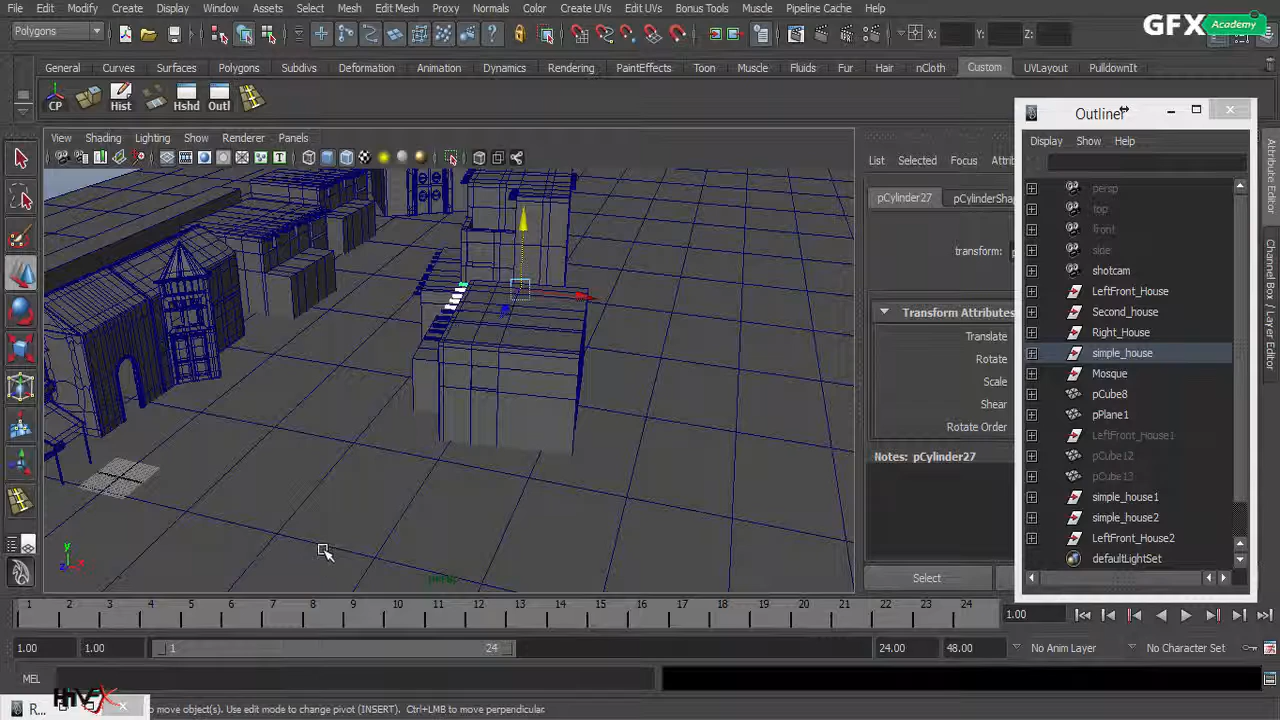 File Edit Modify Create Display Window Assets Select Mesh Edit Mesh Proxy Normals Color Create UVs Edit UVs Bonus Tools Muscle Pipeline Cache Help
GFX Academy
Polygons
X: Y: Z:
General Curves Surfaces Polygons Subdivs Deformation Animation Dynamics Rendering PaintEffects Toon Muscle Fluids Fur Hair nCloth Custom UVLayout PulldownIt
CP Hist Hshd Outl
View Shading Lighting Show Renderer Panels
Outliner
Display Show Help
List Selected Focus
pCylinder27
transform:
Transform Attributes
Translate
Rotate
Scale
Shear
Rotate Order
Notes: pCylinder27
Select
persp
top
front
side
shotcam
LeftFront_House
Second_house
Right_House
simple_house
Mosque
pCube8
pPlane1
LeftFront_House1
pCube12
pCube13
simple_house1
simple_house2
LeftFront_House2
defaultLightSet
Attribute Editor
Channel Box / Layer Editor
y
x
z
persp
1 2 3 4 5 6 7 8 9 10 11 12 13 14 15 16 17 18 19 20 21 22 23 24
1.00
1.00 1.00 1 24 24.00 48.00 No Anim Layer No Character Set
MEL
R...
to move object(s). Use edit mode to change pivot (INSERT). Ctrl+LMB to move perpendicular.